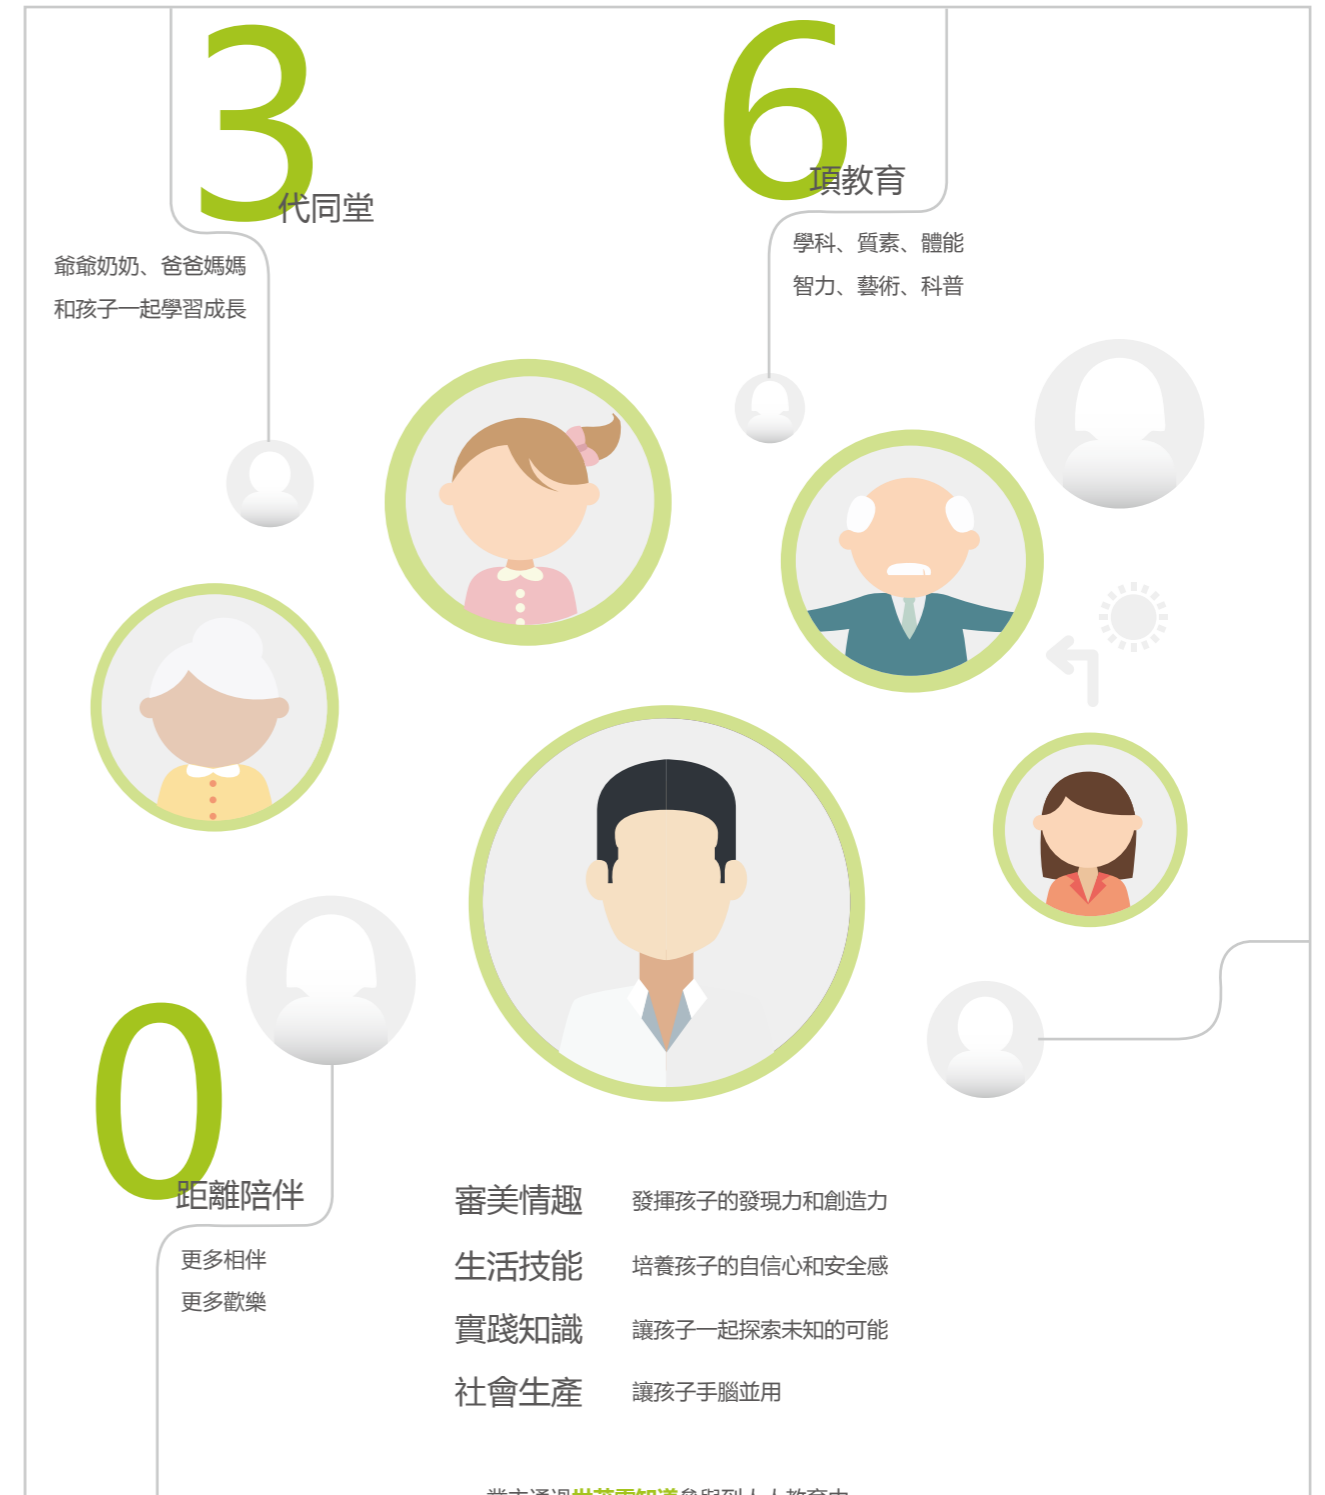 3代同堂
爺爺奶奶、爸爸媽媽
和孩子一起學習成長
6項教育
學科、質素、體能
智力、藝術、科普
0距離陪伴
更多相伴
更多歡樂
審美情趣 發揮孩子的發現力和創造力
生活技能 培養孩子的自信心和安全感
實踐知識 讓孩子一起探索未知的可能
社會生產 讓孩子手腦並用